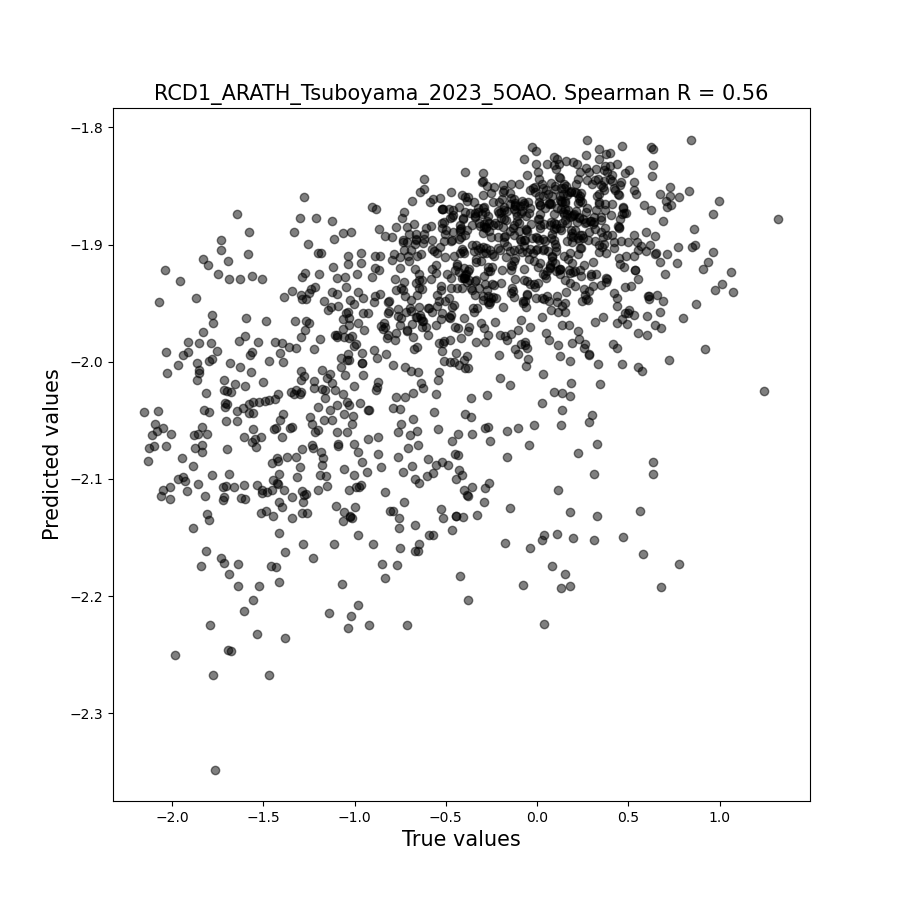 RCD1_ARATH_Tsuboyama_2023_5OAO. Spearman R = 0.56
−1.8
−1.9
−2.0
−2.1
−2.2
−2.3
Predicted values
−2.0 −1.5 −1.0 −0.5 0.0 0.5 1.0
True values